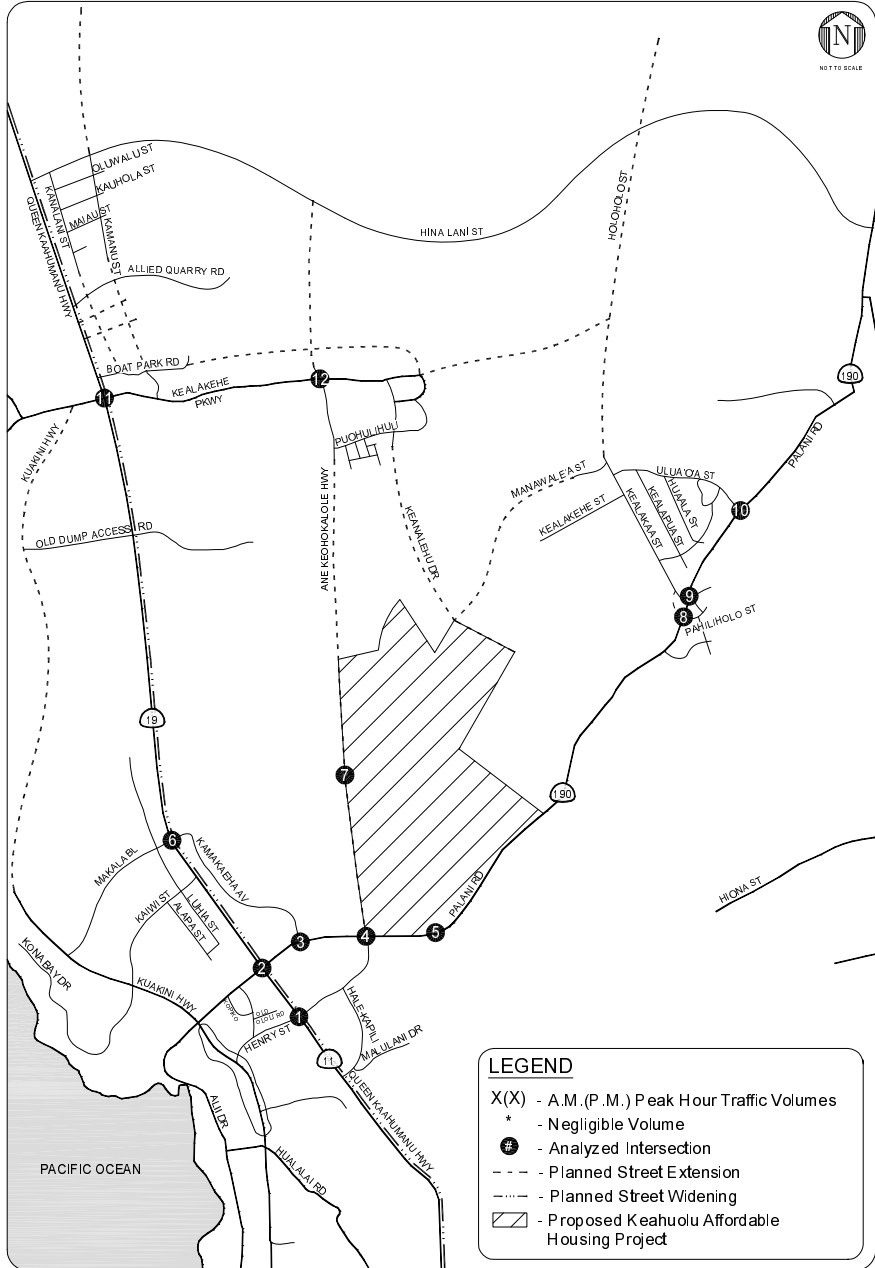 N
NOT TO SCALE
OLUWALU ST
KAUHOLA ST
MAIAU ST
KANALANI ST
KAMANU ST
QUEEN KAAHUMANU HWY
HINA LANI ST
HOLOHOLO ST
ALLIED QUARRY RD
BOAT PARK RD
KEALAKEHE
PKWY
12
11
190
PALANI RD
KUAKINI HWY
PUOHULIHULI
ANE KEOHOKALOLE HWY
KEANALEHU DR
MANAWALE'A ST
KEALAKEHE ST
ULUA'O'A ST
HUAALA ST
KEALAPUA ST
KEALAKAA ST
10
OLD DUMP ACCESS RD
9
8
PAHILIHOLO ST
19
7
190
6
MAKALA BL
KAMAKAEHA AV
KAIWI ST
LUHIA ST
ALAPA ST
PALANI RD
HIONA ST
3
4
5
2
KONA BAY DR
KUAKINI HWY
KOPIKO
OLD
OLOLI RD
1
HENRY ST
HALE-KAPILI
MALULANI DR
11
QUEEN KAAHUMANU HWY
ALII DR
HUALALAI RD
PACIFIC OCEAN
LEGEND
X(X) - A.M.(P.M.) Peak Hour Traffic Volumes
* - Negligible Volume
# - Analyzed Intersection
- Planned Street Extension
- Planned Street Widening
- Proposed Keahuolu Affordable
Housing Project